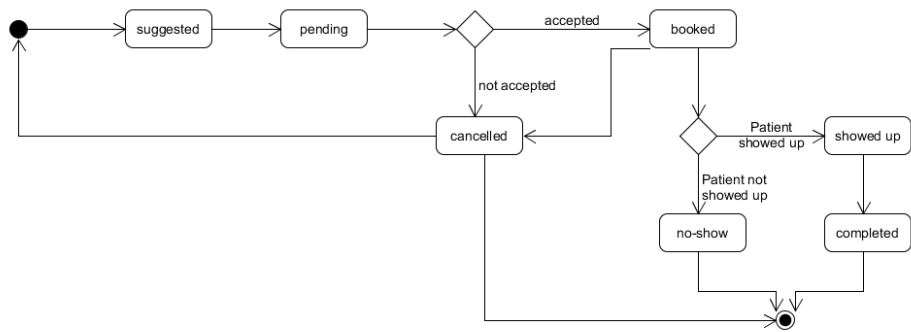 accepted
suggested
pending
booked
not accepted
cancelled
Patient
showed up
showed up
Patient not
showed up
no-show
completed